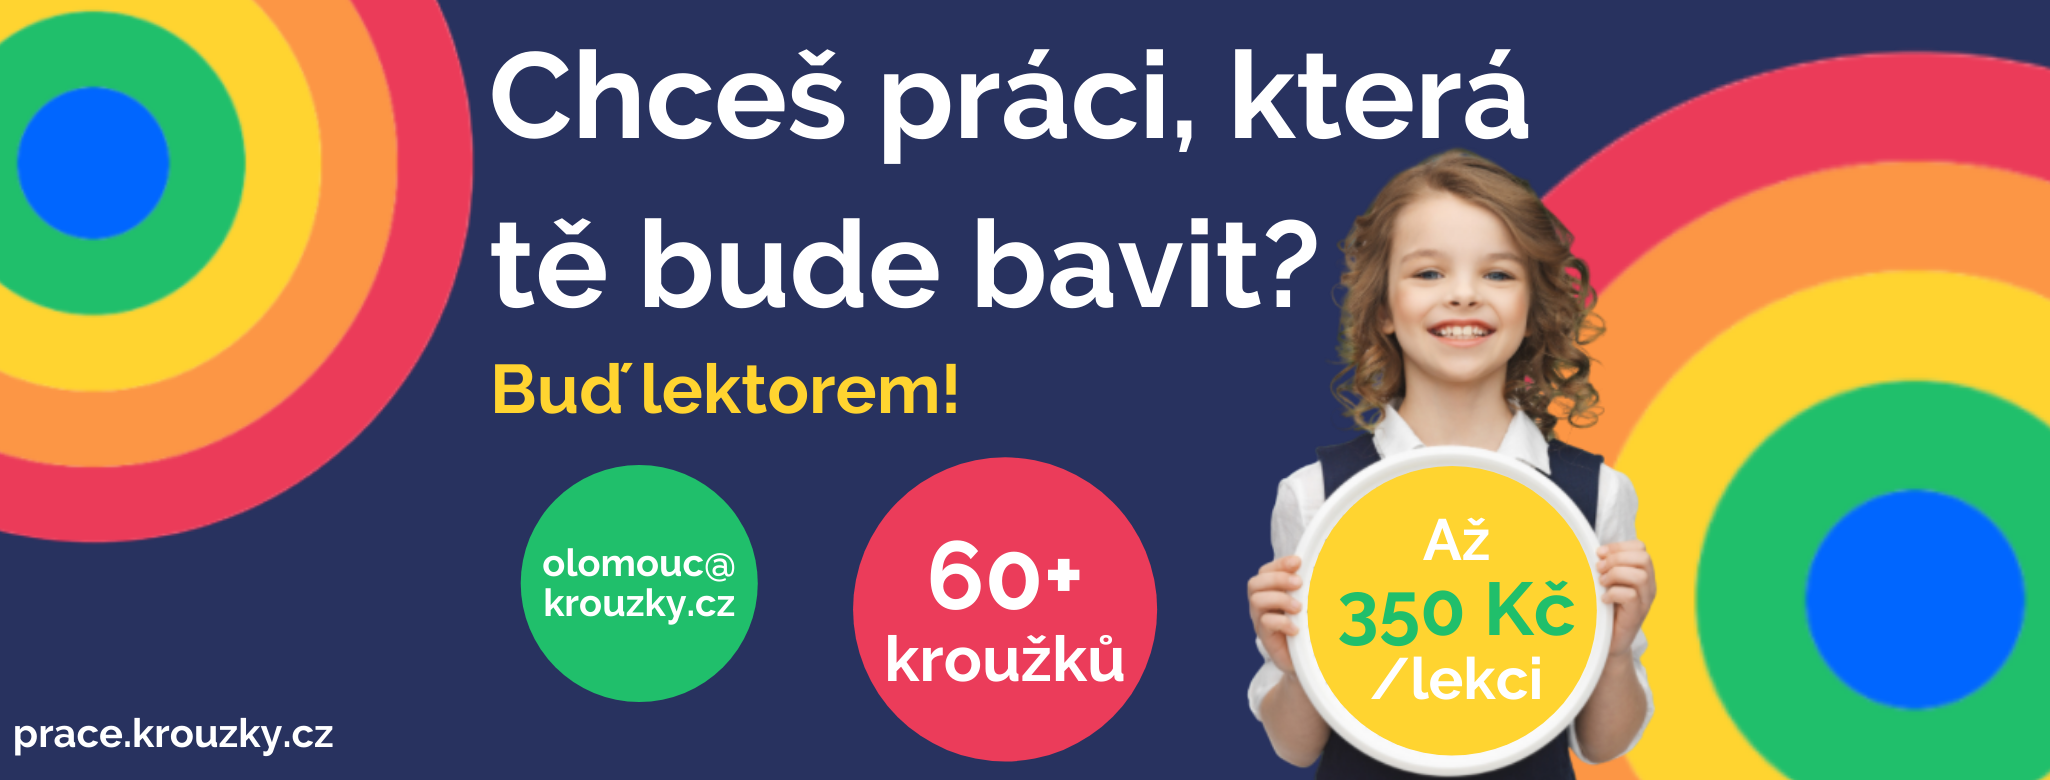 Chceš práci, která
tě bude bavit?
Buď lektorem!
olomouc@
krouzky.cz
60+
kroužků
Až
350 Kč
/lekci
prace.krouzky.cz